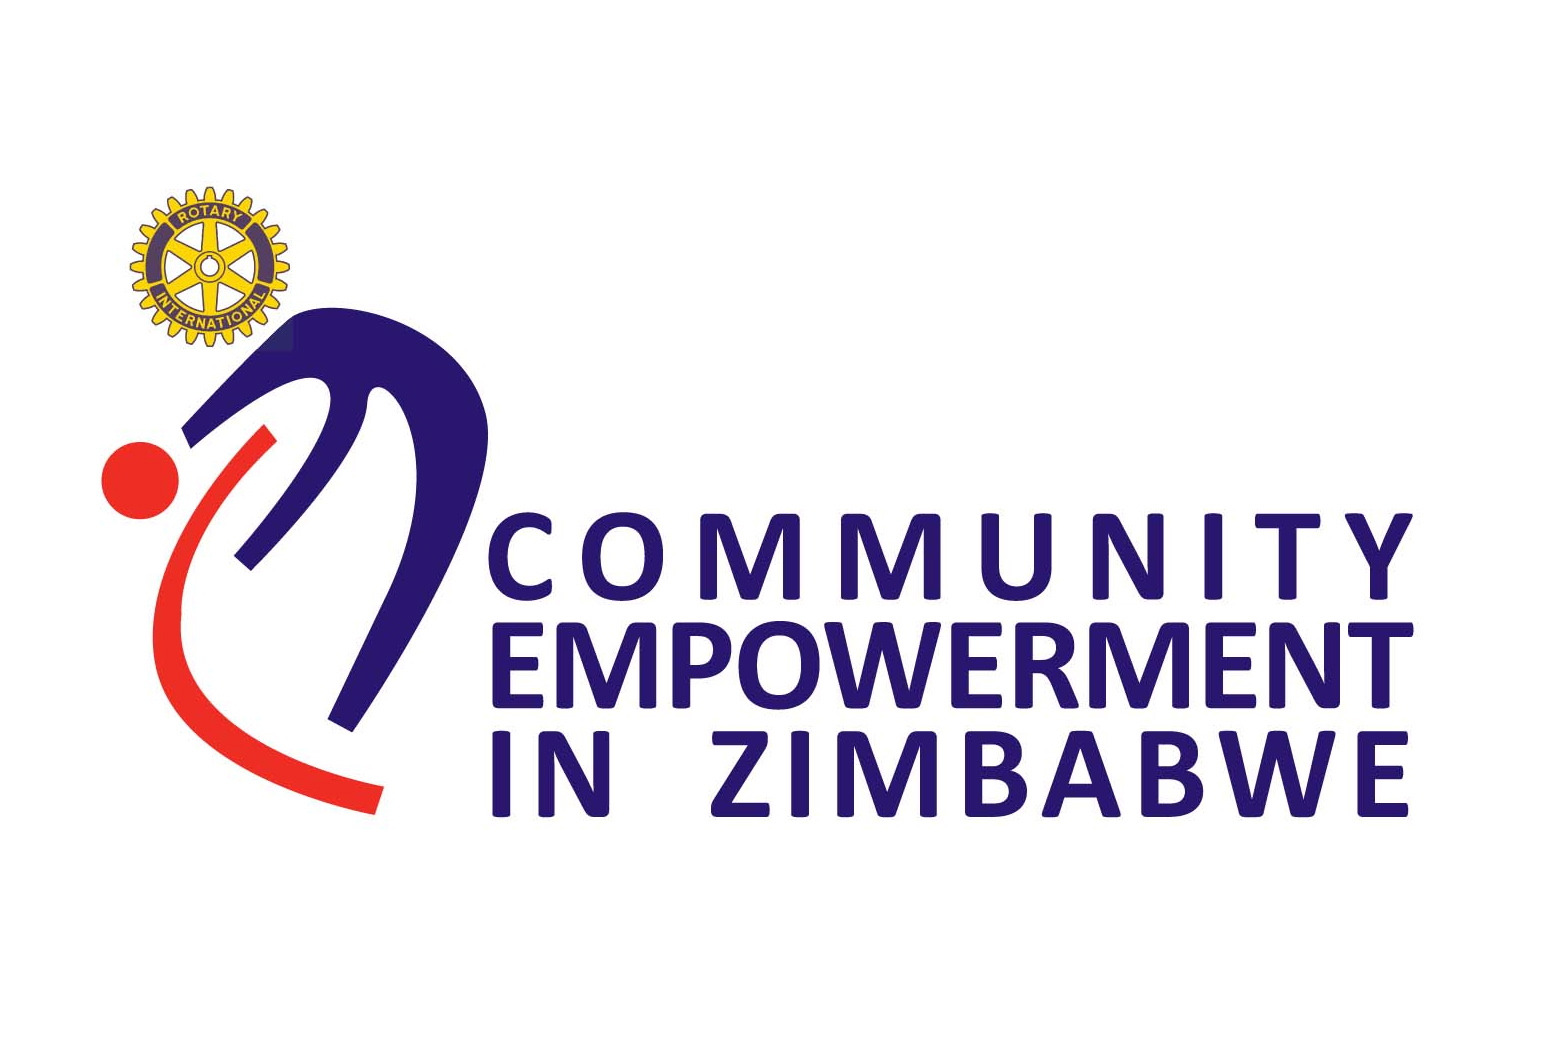 ROTARY
INTERNATIONAL
COMMUNITY
EMPOWERMENT
IN ZIMBABWE